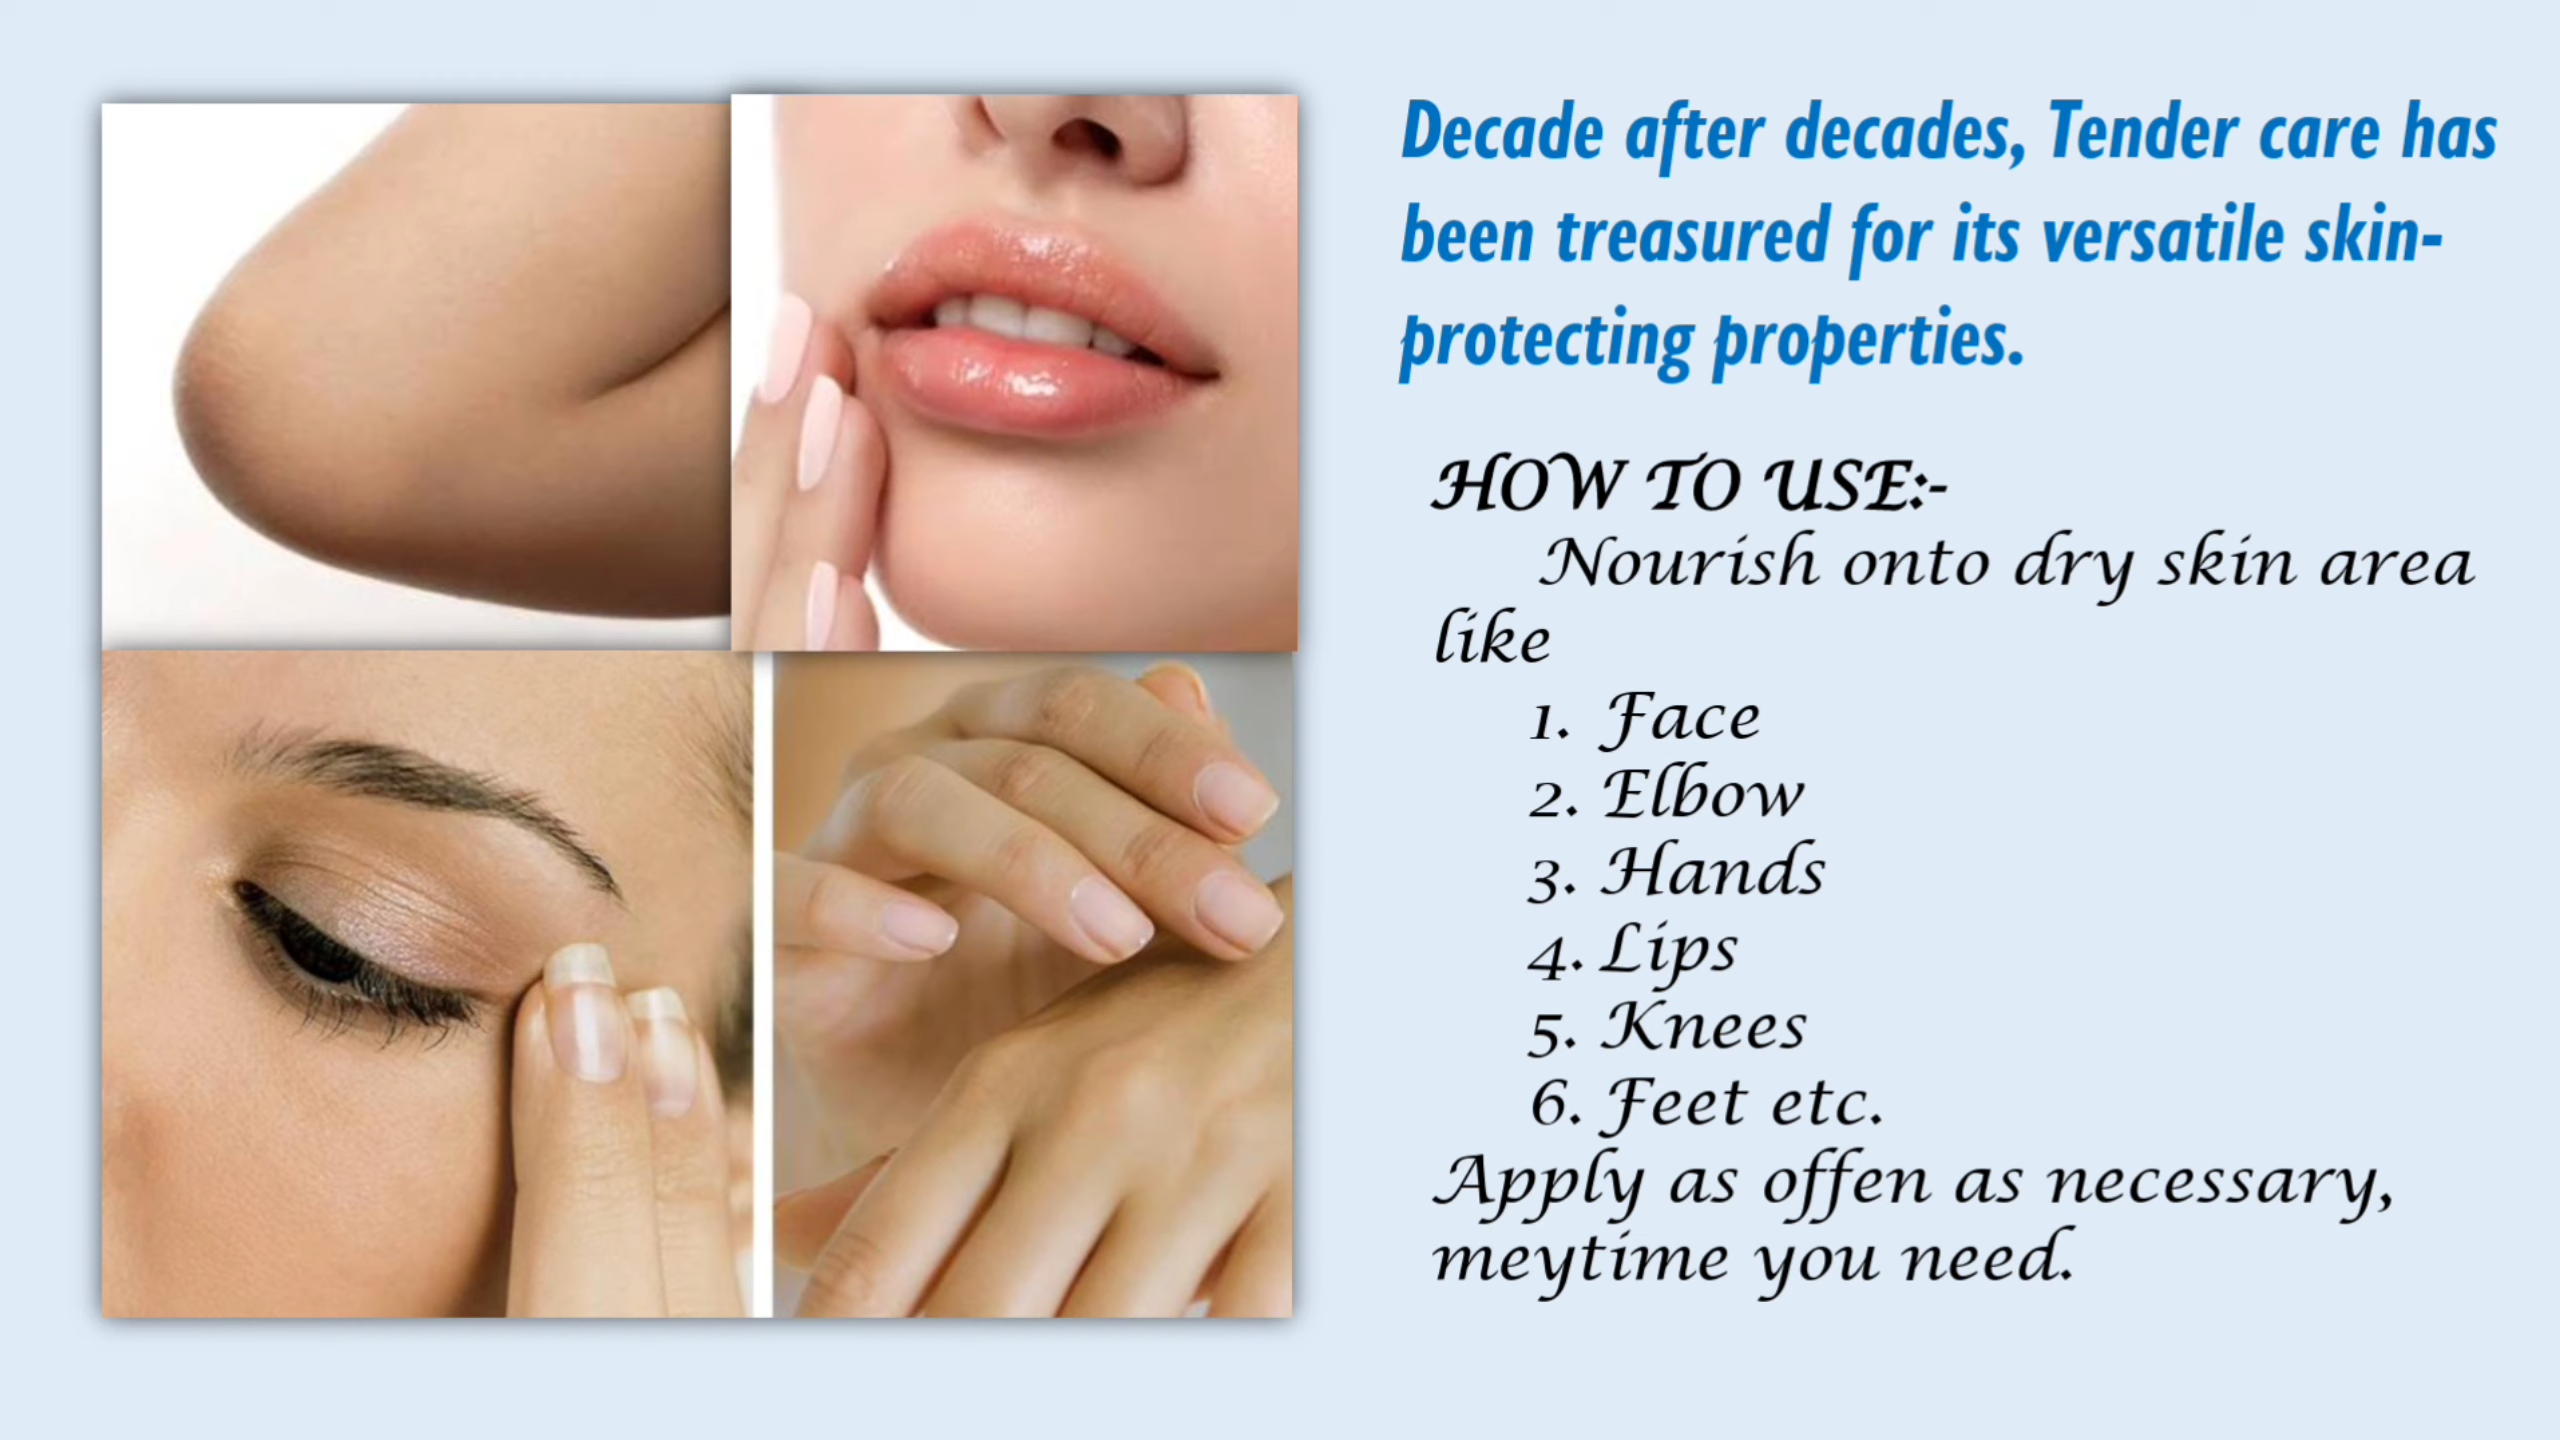 Decade after decades, Tender care has
been treasured for its versatile skin-
protecting properties.
HOW TO USE:-
Nourish onto dry skin area
like
1. Face
2. Elbow
3. Hands
4. Lips
5. Knees
6. Feet etc.
Apply as offen as necessary,
meytime you need.